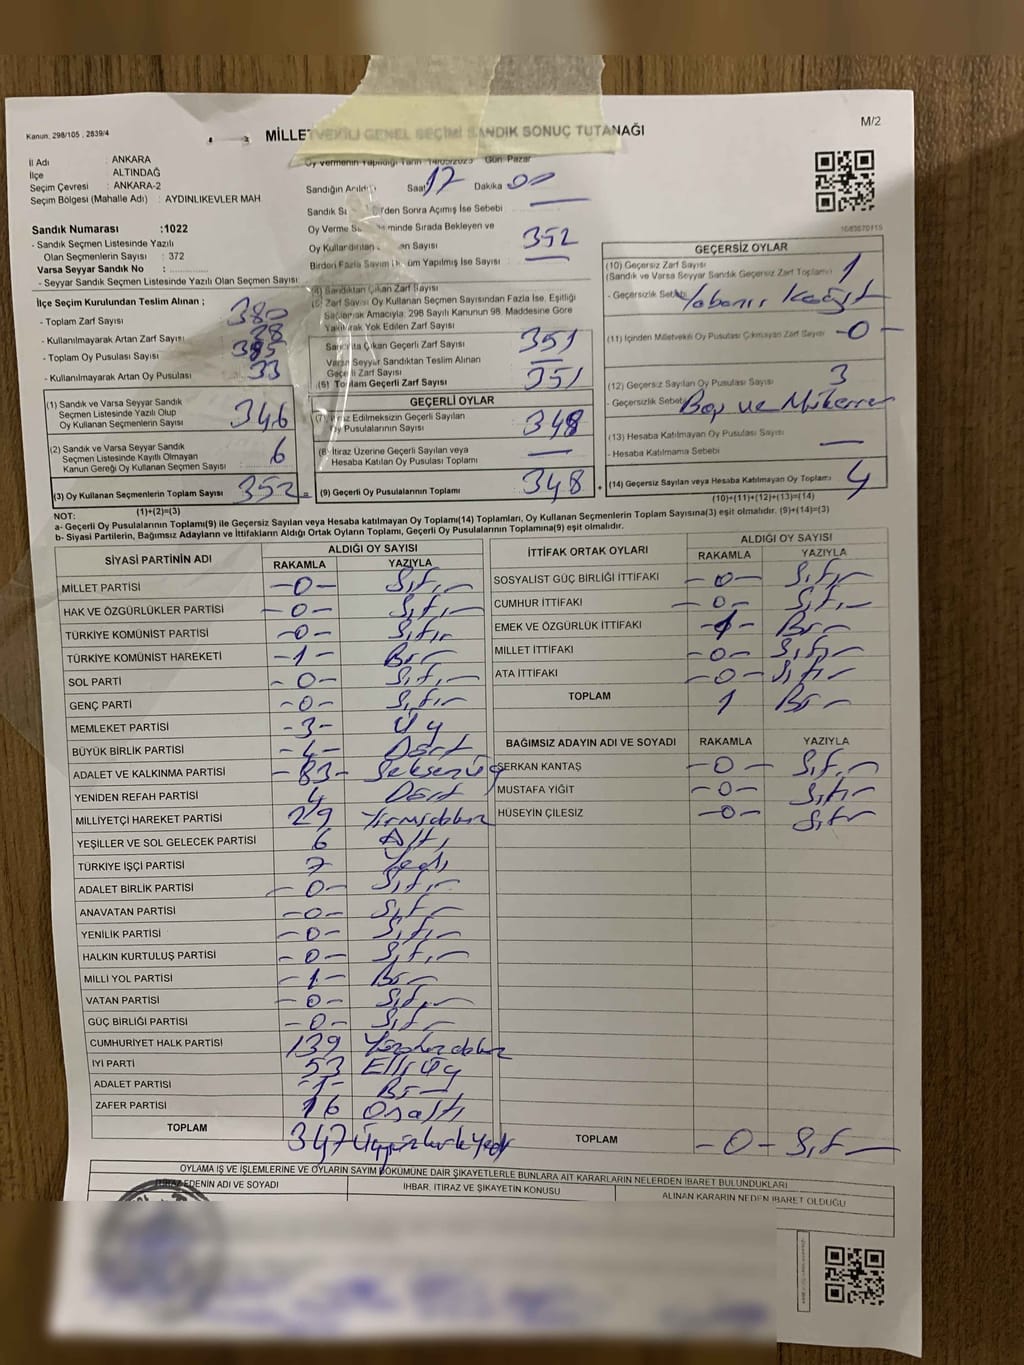 Kanun, 298/105 , 2839/4
MİLLETVEKİLİ GENEL SEÇİMİ SANDIK SONUÇ TUTANAĞI
M/2
İl Adı : ANKARA
İlçe : ALTINDAĞ
Seçim Çevresi : ANKARA-2
Seçim Bölgesi (Mahalle Adı) : AYDINLIKEVLER MAH
Sandık Numarası :1022
- Sandık Seçmen Listesinde Yazılı
Olan Seçmenlerin Sayısı : 372
Varsa Seyyar Sandık No :
- Seyyar Sandık Seçmen Listesinde Yazılı Olan Seçmen Sayısı
İlçe Seçim Kurulundan Teslim Alınan ;
- Toplam Zarf Sayısı 380
- Kullanılmayarak Artan Zarf Sayısı 28
- Toplam Oy Pusulası Sayısı 385
- Kullanılmayarak Artan Oy Pusulası 33
(1) Sandık ve Varsa Seyyar Sandık
Seçmen Listesinde Yazılı Olup
Oy Kullanan Seçmenlerin Sayısı 346
(2) Sandık ve Varsa Seyyar Sandık
Seçmen Listesinde Kayıtlı Olmayan
Kanun Gereği Oy Kullanan Seçmen Sayısı 6
(3) Oy Kullanan Seçmenlerin Toplam Sayısı 352
(1)+(2)=(3)
Oy Vermenin Yapıldığı Tarih 14/05/2023 Gün Pazar
Sandığın Açıldığı Saat 17 Dakika 00
Sandık Sa Birden Sonra Açılmış İse Sebebi —
Oy Verme minde Sırada Bekleyen ve
Oy Kullandırılan en Sayısı 352
Birden Fazla Sayım üm Yapılmış İse Sayısı —
(4) Sandıktan Çıkan Zarf Sayısı
(5) Zarf Sayısı Oy Kullanan Seçmen Sayısından Fazla İse, Eşitliği
Sağlamak Amacıyla, 298 Sayılı Kanunun 98. Maddesine Göre
Yakılarak Yok Edilen Zarf Sayısı
Sandıkta Çıkan Geçerli Zarf Sayısı 351
Varsa Seyyar Sandıktan Teslim Alınan
Geçerli Zarf Sayısı —
(6) Toplam Geçerli Zarf Sayısı 351
GEÇERLİ OYLAR
(7) İtiraz Edilmeksizin Geçerli Sayılan
Oy Pusulalarının Sayısı 348
(8) İtiraz Üzerine Geçerli Sayılan veya
Hesaba Katılan Oy Pusulası Toplamı —
(9) Geçerli Oy Pusulalarının Toplamı 348
GEÇERSİZ OYLAR
(10) Geçersiz Zarf Sayısı
(Sandık ve Varsa Seyyar Sandık Geçersiz Zarf Toplamı) 1
- Geçersizlik Sebebi Yabancı Kağıt
(11) İçinden Milletvekili Oy Pusulası Çıkmayan Zarf Sayısı -0-
(12) Geçersiz Sayılan Oy Pusulası Sayısı 3
- Geçersizlik Sebebi Boş ve Mükerrer
(13) Hesaba Katılmayan Oy Pusulası Sayısı —
- Hesaba Katılmama Sebebi
(14) Geçersiz Sayılan veya Hesaba Katılmayan Oy Toplamı 4
(10)+(11)+(12)+(13)=(14)
NOT:
a- Geçerli Oy Pusulalarının Toplamı(9) ile Geçersiz Sayılan veya Hesaba katılmayan Oy Toplamı(14) Toplamları, Oy Kullanan Seçmenlerin Toplam Sayısına(3) eşit olmalıdır. (9)+(14)=(3)
b- Siyasi Partilerin, Bağımsız Adayların ve İttifakların Aldığı Ortak Oyların Toplamı, Geçerli Oy Pusulalarının Toplamına(9) eşit olmalıdır.
SİYASİ PARTİNİN ADI ALDIĞI OY SAYISI
RAKAMLA YAZIYLA
MİLLET PARTİSİ -0- Sıfır
HAK VE ÖZGÜRLÜKLER PARTİSİ -0- Sıfır
TÜRKİYE KOMÜNİST PARTİSİ -0- Sıfır
TÜRKİYE KOMÜNİST HAREKETİ -1- Bir
SOL PARTİ -0- Sıfır
GENÇ PARTİ -0- Sıfır
MEMLEKET PARTİSİ -3- Üç
BÜYÜK BİRLİK PARTİSİ -4- Dört
ADALET VE KALKINMA PARTİSİ -83- Seksenüç
YENİDEN REFAH PARTİSİ 4 Dört
MİLLİYETÇİ HAREKET PARTİSİ 29 Yirmidokuz
YEŞİLLER VE SOL GELECEK PARTİSİ 6 Altı
TÜRKİYE İŞÇİ PARTİSİ 7 Yedi
ADALET BİRLİK PARTİSİ -0- Sıfır
ANAVATAN PARTİSİ -0- Sıfır
YENİLİK PARTİSİ -0- Sıfır
HALKIN KURTULUŞ PARTİSİ -0- Sıfır
MİLLİ YOL PARTİSİ -1- Bir
VATAN PARTİSİ -0- Sıfır
GÜÇ BİRLİĞİ PARTİSİ -0- Sıfır
CUMHURİYET HALK PARTİSİ 139 Yüzotuzdokuz
İYİ PARTİ 53 Elliüç
ADALET PARTİSİ -1- Bir
ZAFER PARTİSİ 16 Onaltı
TOPLAM 347 Üçyüzkırkyedi
İTTİFAK ORTAK OYLARI ALDIĞI OY SAYISI
RAKAMLA YAZIYLA
SOSYALİST GÜÇ BİRLİĞİ İTTİFAKI -0- Sıfır
CUMHUR İTTİFAKI -0- Sıfır
EMEK VE ÖZGÜRLÜK İTTİFAKI -1- Bir
MİLLET İTTİFAKI -0- Sıfır
ATA İTTİFAKI -0- Sıfır
TOPLAM 1 Bir
BAĞIMSIZ ADAYIN ADI VE SOYADI RAKAMLA YAZIYLA
SERKAN KANTAŞ -0- Sıfır
MUSTAFA YİĞİT -0- Sıfır
HÜSEYİN ÇİLESİZ -0- Sıfır
TOPLAM -0- Sıfır
OYLAMA İŞ VE İŞLEMLERİNE VE OYLARIN SAYIM DÖKÜMÜNE DAİR ŞİKAYETLERLE BUNLARA AİT KARARLARIN NELERDEN İBARET BULUNDUKLARI
İTİRAZ EDENİN ADI VE SOYADI İHBAR, İTİRAZ VE ŞİKAYETİN KONUSU ALINAN KARARIN NEDEN İBARET OLDUĞU